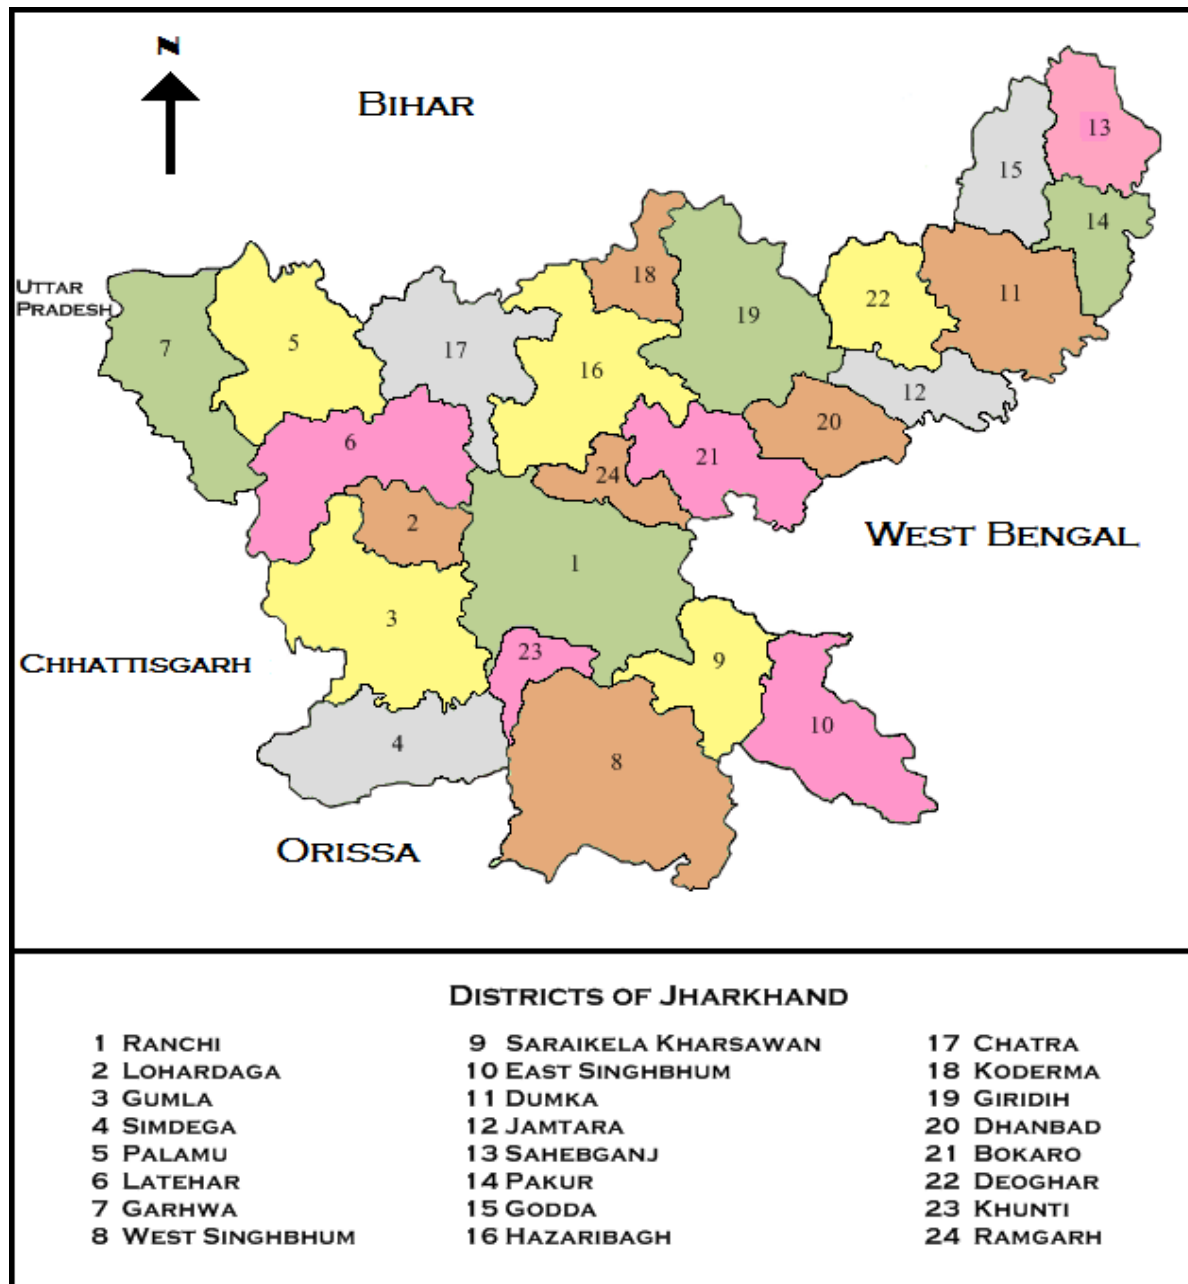 N
BIHAR
13
15
14
18
22
11
UTTAR
PRADESH
19
7
5
17
16
12
6
20
21
24
2
WEST BENGAL
1
3
23
9
CHHATTISGARH
10
4
8
ORISSA
DISTRICTS OF JHARKHAND
1 RANCHI
2 LOHARDAGA
3 GUMLA
4 SIMDEGA
5 PALAMU
6 LATEHAR
7 GARHWA
8 WEST SINGHBHUM
9 SARAIKELA KHARSAWAN
10 EAST SINGHBHUM
11 DUMKA
12 JAMTARA
13 SAHEBGANJ
14 PAKUR
15 GODDA
16 HAZARIBAGH
17 CHATRA
18 KODERMA
19 GIRIDIH
20 DHANBAD
21 BOKARO
22 DEOGHAR
23 KHUNTI
24 RAMGARH